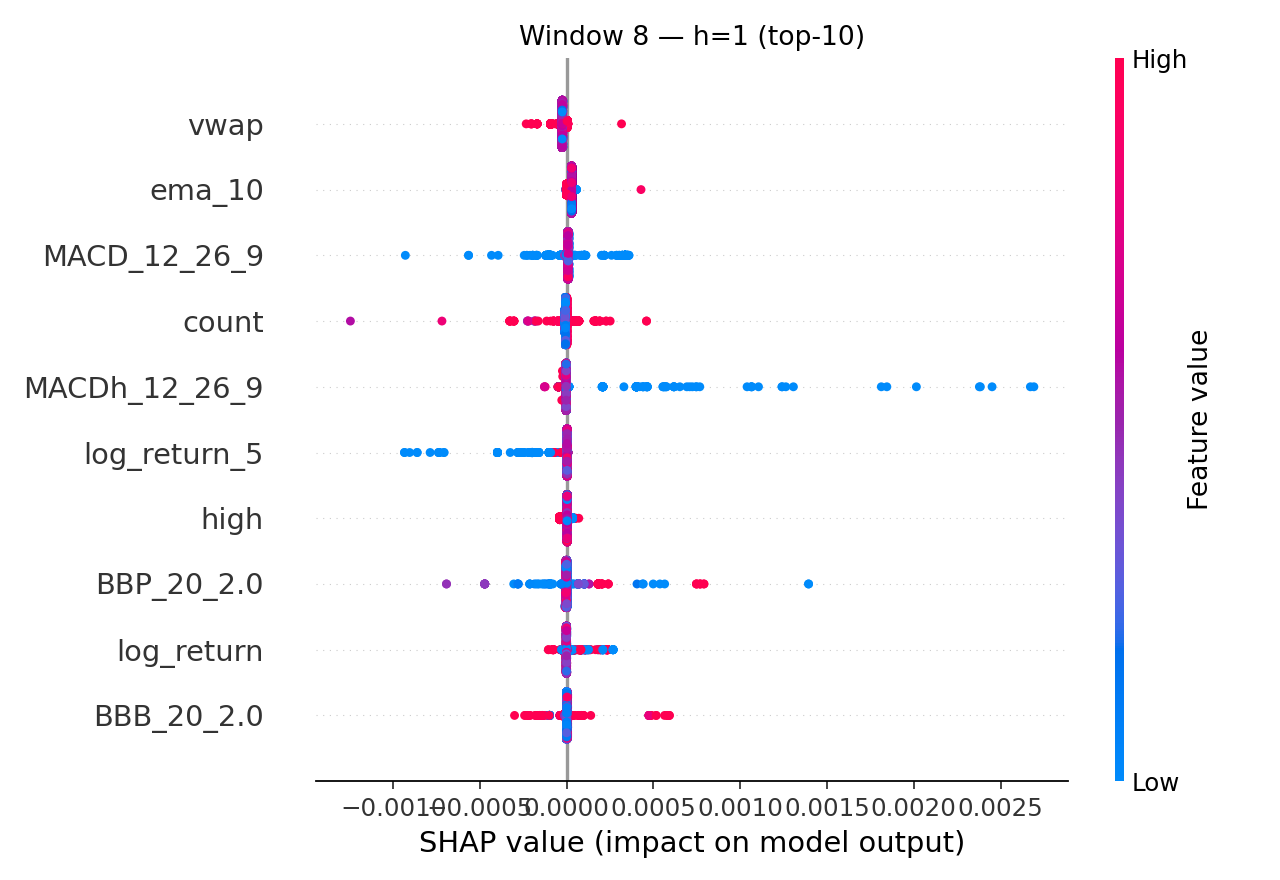 Window 8 — h=1 (top-10)
High
vwap
ema_10
MACD_12_26_9
count
MACDh_12_26_9
log_return_5
high
BBP_20_2.0
log_return
BBB_20_2.0
Feature value
Low
−0.0010 −0.0005 0.0000 0.0005 0.0010 0.0015 0.0020 0.0025
SHAP value (impact on model output)